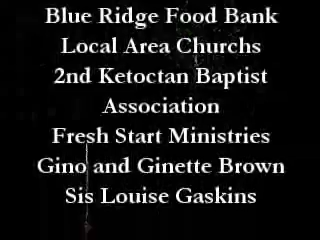 Blue Ridge Food Bank
Local Area Churchs
2nd Ketoctan Baptist
Association
Fresh Start Ministries
Gino and Ginette Brown
Sis Louise Gaskins